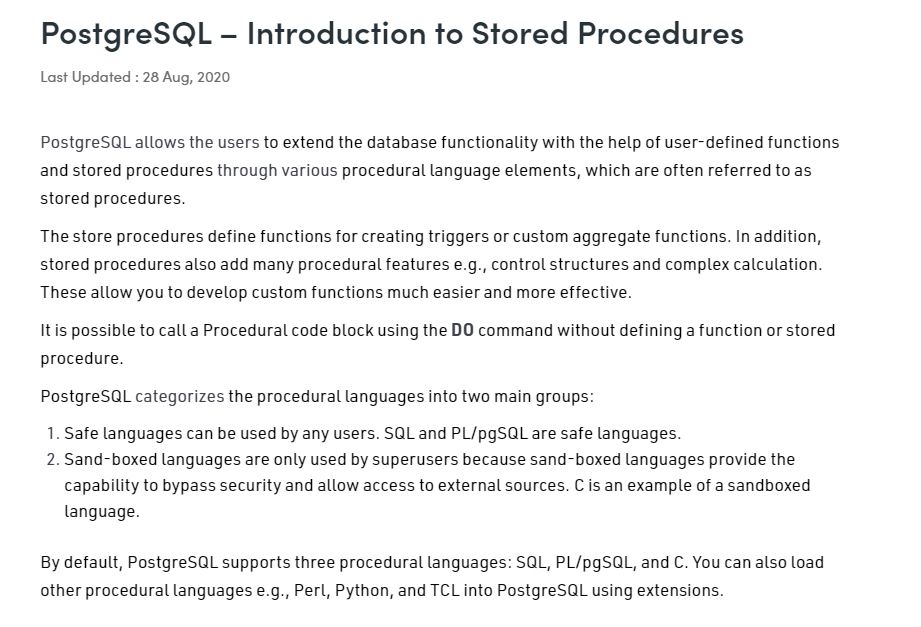 PostgreSQL – Introduction to Stored Procedures
Last Updated : 28 Aug, 2020
PostgreSQL allows the users to extend the database functionality with the help of user-defined functions
and stored procedures through various procedural language elements, which are often referred to as
stored procedures.
The store procedures define functions for creating triggers or custom aggregate functions. In addition,
stored procedures also add many procedural features e.g., control structures and complex calculation.
These allow you to develop custom functions much easier and more effective.
It is possible to call a Procedural code block using the DO command without defining a function or stored
procedure.
PostgreSQL categorizes the procedural languages into two main groups:
1. Safe languages can be used by any users. SQL and PL/pgSQL are safe languages.
2. Sand-boxed languages are only used by superusers because sand-boxed languages provide the
capability to bypass security and allow access to external sources. C is an example of a sandboxed
language.
By default, PostgreSQL supports three procedural languages: SQL, PL/pgSQL, and C. You can also load
other procedural languages e.g., Perl, Python, and TCL into PostgreSQL using extensions.